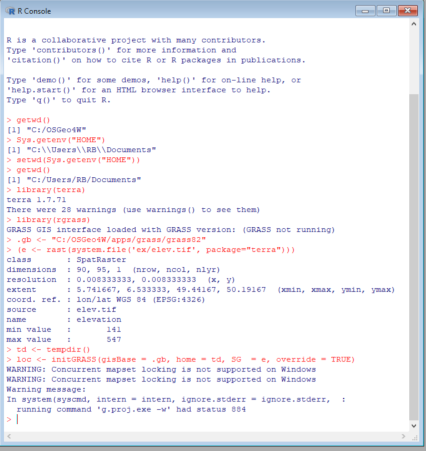 R Console
R is a collaborative project with many contributors.
Type 'contributors()' for more information and
'citation()' on how to cite R or R packages in publications.
Type 'demo()' for some demos, 'help()' for on-line help, or
'help.start()' for an HTML browser interface to help.
Type 'q()' to quit R.
> getwd()
[1] "C:/OSGeo4W"
> Sys.getenv("HOME")
[1] "C:\\Users\\RB\\Documents"
> setwd(Sys.getenv("HOME"))
> getwd()
[1] "C:/Users/RB/Documents"
> library(terra)
terra 1.7.71
There were 28 warnings (use warnings() to see them)
> library(rgrass)
GRASS GIS interface loaded with GRASS version: (GRASS not running)
> .gb <- "C:/OSGeo4W/apps/grass/grass82"
> (e <- rast(system.file('ex/elev.tif', package="terra")))
class       : SpatRaster
dimensions  : 90, 95, 1  (nrow, ncol, nlyr)
resolution  : 0.008333333, 0.008333333  (x, y)
extent      : 5.741667, 6.533333, 49.44167, 50.19167  (xmin, xmax, ymin, ymax)
coord. ref. : lon/lat WGS 84 (EPSG:4326)
source      : elev.tif
name        : elevation
min value   :       141
max value   :       547
> td <- tempdir()
> loc <- initGRASS(gisBase = .gb, home = td, SG  = e, override = TRUE)
WARNING: Concurrent mapset locking is not supported on Windows
WARNING: Concurrent mapset locking is not supported on Windows
Warning message:
In system(syscmd, intern = intern, ignore.stderr = ignore.stderr,  :
  running command 'g.proj.exe -w' had status 884
>